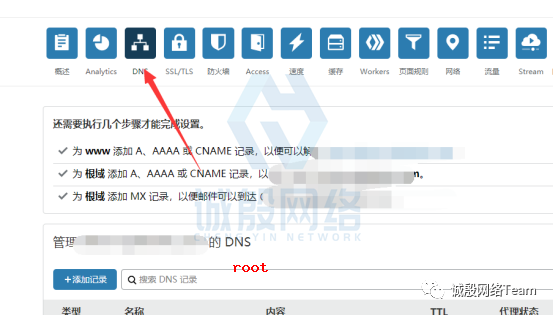 概述 Analytics DNS SSL/TLS 防火墙 Access 速度 缓存 Workers 页面规则 网络 流量 Stream
还需要执行几个步骤才能完成设置。
为 www 添加 A、AAAA 或 CNAME 记录，以便可以解
为 根域 添加 A、AAAA 或 CNAME 记录，以 m。
为 根域 添加 MX 记录，以便邮件可以到达 (
诚殷网络
CHENG YIN NETWORK
管理 的 DNS
root
+添加记录 搜索 DNS 记录
诚殷网络Team
类型 名称 内容 TTL 代理状态